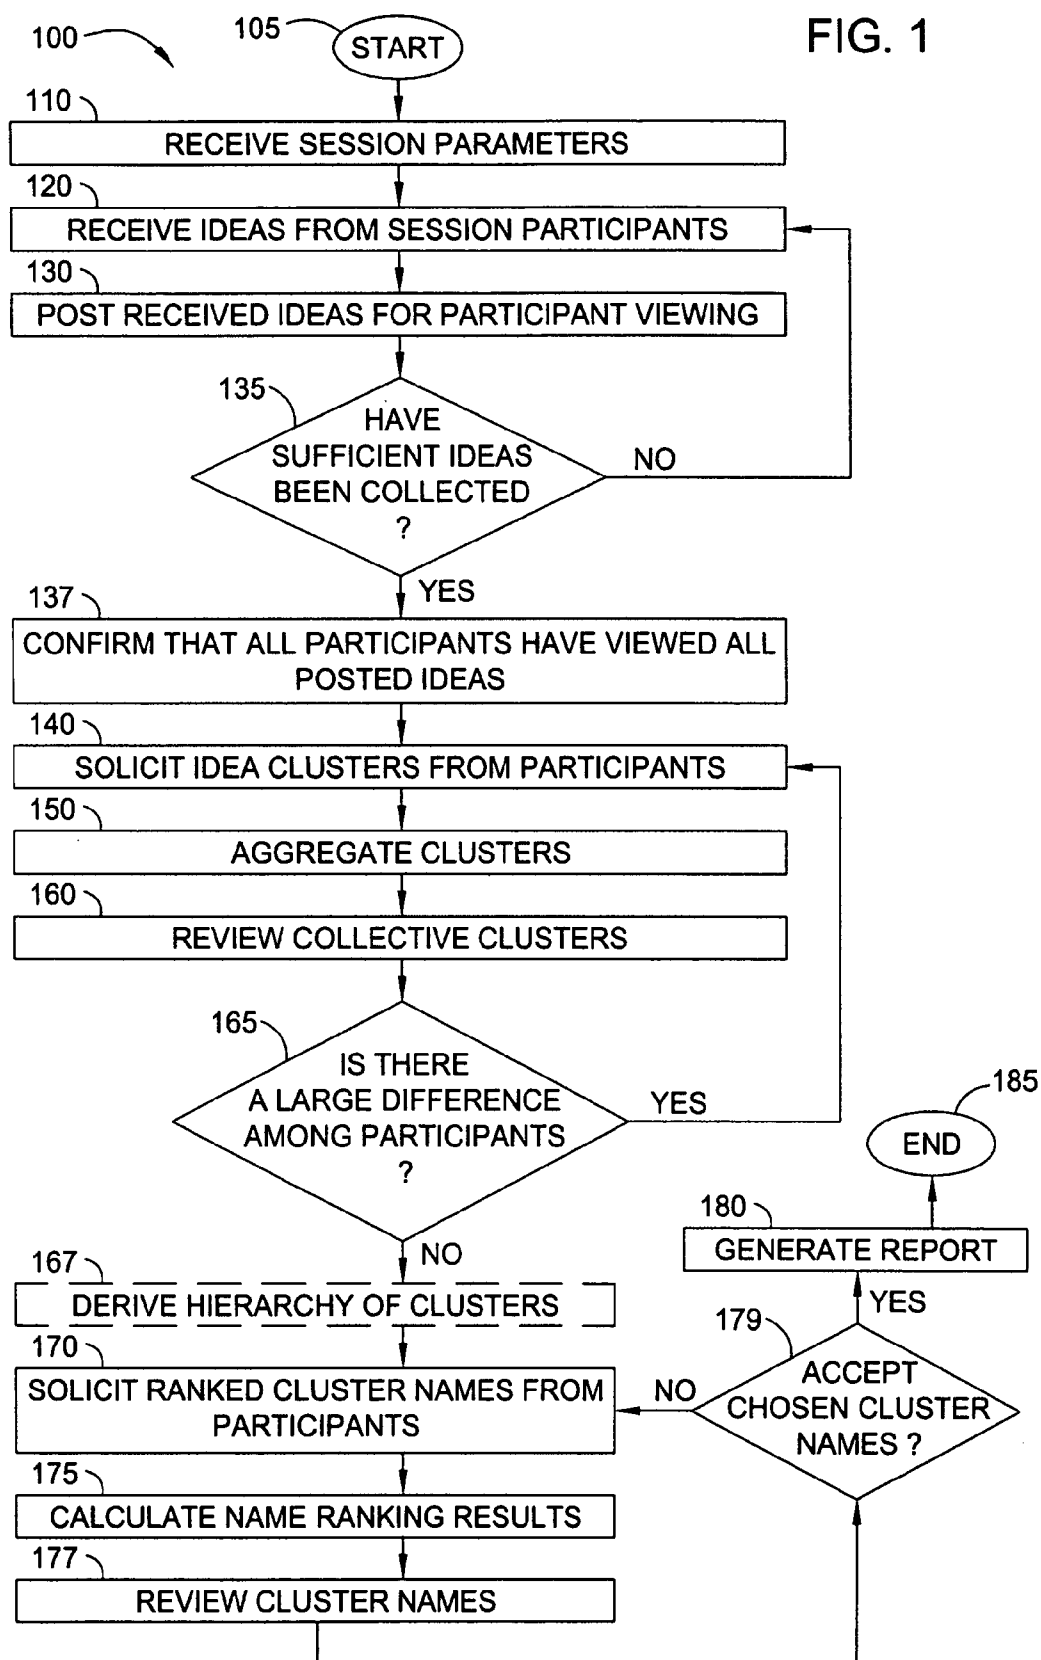 FIG. 1
100
105
START
110
RECEIVE SESSION PARAMETERS
120
RECEIVE IDEAS FROM SESSION PARTICIPANTS
130
POST RECEIVED IDEAS FOR PARTICIPANT VIEWING
135
HAVE
SUFFICIENT IDEAS
BEEN COLLECTED
?
NO
YES
137
CONFIRM THAT ALL PARTICIPANTS HAVE VIEWED ALL
POSTED IDEAS
140
SOLICIT IDEA CLUSTERS FROM PARTICIPANTS
150
AGGREGATE CLUSTERS
160
REVIEW COLLECTIVE CLUSTERS
165
IS THERE
A LARGE DIFFERENCE
AMONG PARTICIPANTS
?
YES
NO
167
DERIVE HIERARCHY OF CLUSTERS
170
SOLICIT RANKED CLUSTER NAMES FROM
PARTICIPANTS
175
CALCULATE NAME RANKING RESULTS
177
REVIEW CLUSTER NAMES
179
ACCEPT
CHOSEN CLUSTER
NAMES ?
NO
YES
180
GENERATE REPORT
185
END